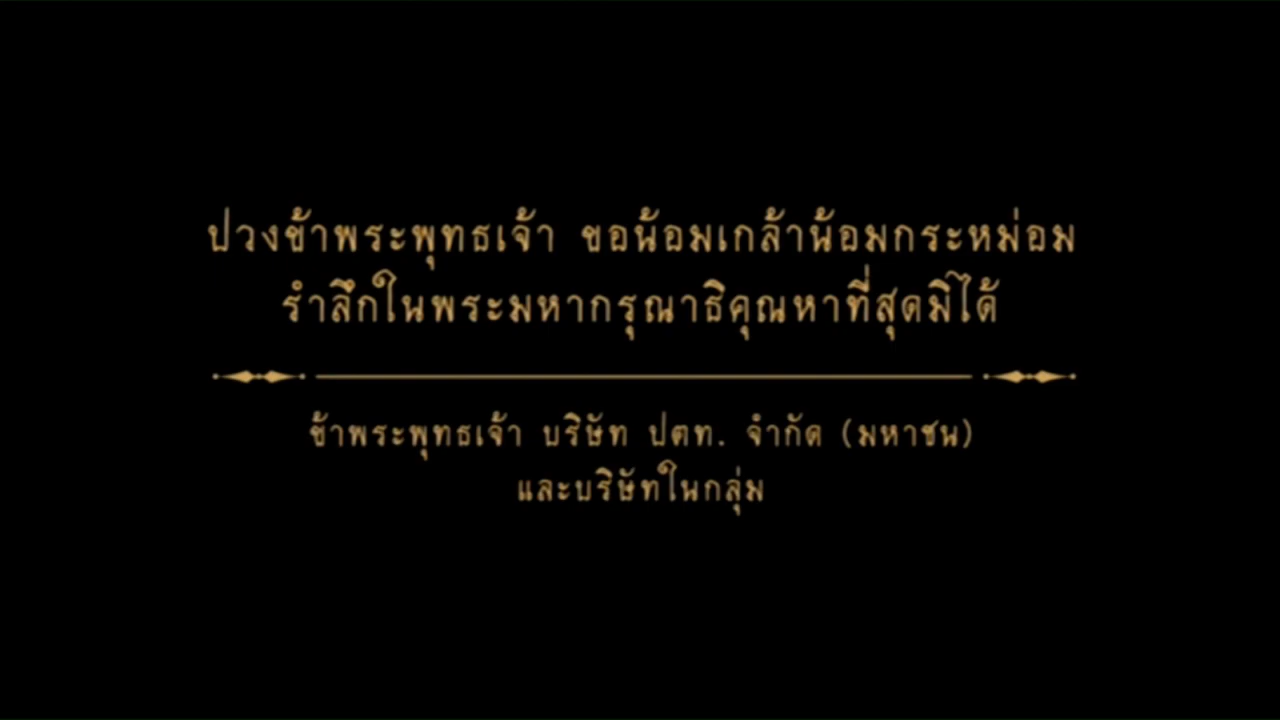 ปวงข้าพระพุทธเจ้า ขอน้อมเกล้าน้อมกระหม่อม
รำลึกในพระมหากรุณาธิคุณหาที่สุดมิได้
ข้าพระพุทธเจ้า บริษัท ปตท. จำกัด (มหาชน)
และบริษัทในกลุ่ม